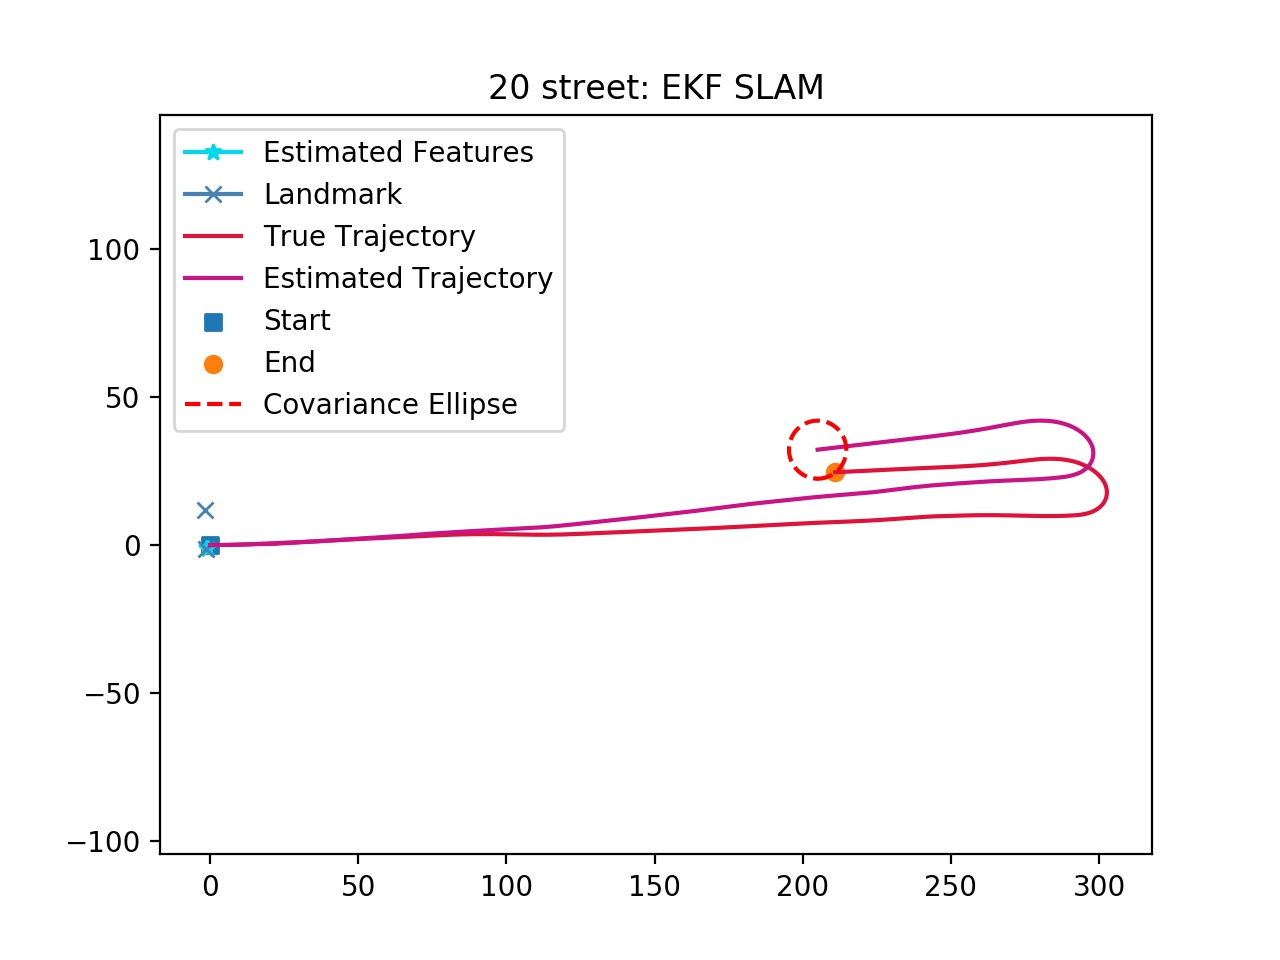 20 street: EKF SLAM
Estimated Features
Landmark
True Trajectory
Estimated Trajectory
Start
End
Covariance Ellipse
100
50
0
−50
−100
0 50 100 150 200 250 300